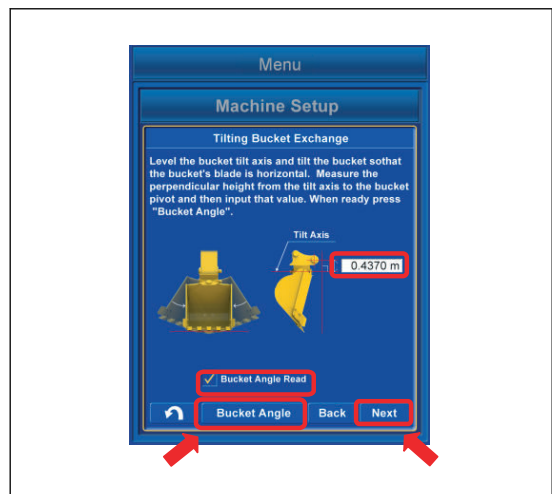 Menu
Machine Setup
Tilting Bucket Exchange
Level the bucket tilt axis and tilt the bucket sothat
the bucket's blade is horizontal. Measure the
perpendicular height from the tilt axis to the bucket
pivot and then input that value. When ready press
"Bucket Angle".
Tilt Axis
0.4370 m
Bucket Angle Read
Bucket Angle Back Next